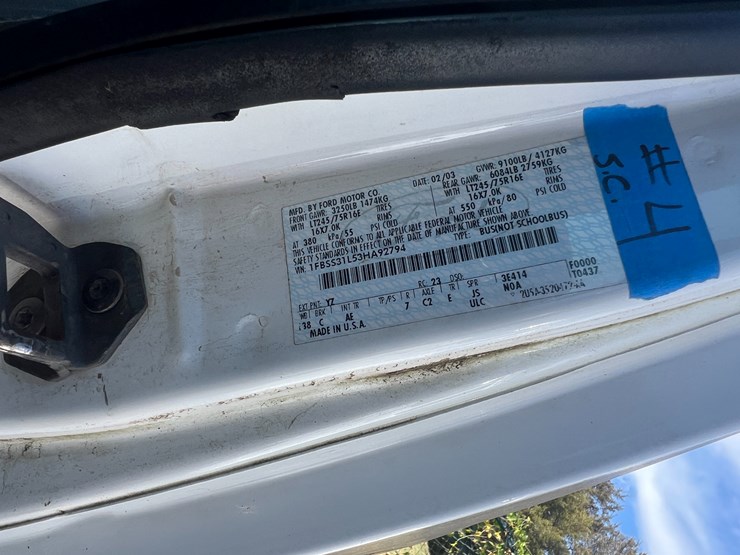 MFD. BY FORD MOTOR CO.
DATE: 02/03
GVWR: 9100LB / 4127KG
FRONT GAWR: 3250LB 1474KG
REAR GAWR: 6084LB 2759KG
WITH LT245/75R16E TIRES
WITH LT245/75R16E TIRES
16X7.0K RIMS
16X7.0K RIMS
AT 380 kPa/ 55 PSI COLD
AT 550 kPa/ 80 PSI COLD
THIS VEHICLE CONFORMS TO ALL APPLICABLE FEDERAL MOTOR VEHICLE
SAFETY STANDARDS IN EFFECT ON THE DATE OF MANUFACTURE SHOWN ABOVE.
VIN: 1FBSS31L53HA92794
TYPE: BUS(NOT SCHOOLBUS)
EXT PNT: YZ
RC: 23 DSO:
3E414
F0000
WB BRK INT TR TP/PS R AXLE TR SPR
N0A
T0437
138 C AE 7 C2 E JS
ULC
MADE IN U.S.A.
#4
S.C.